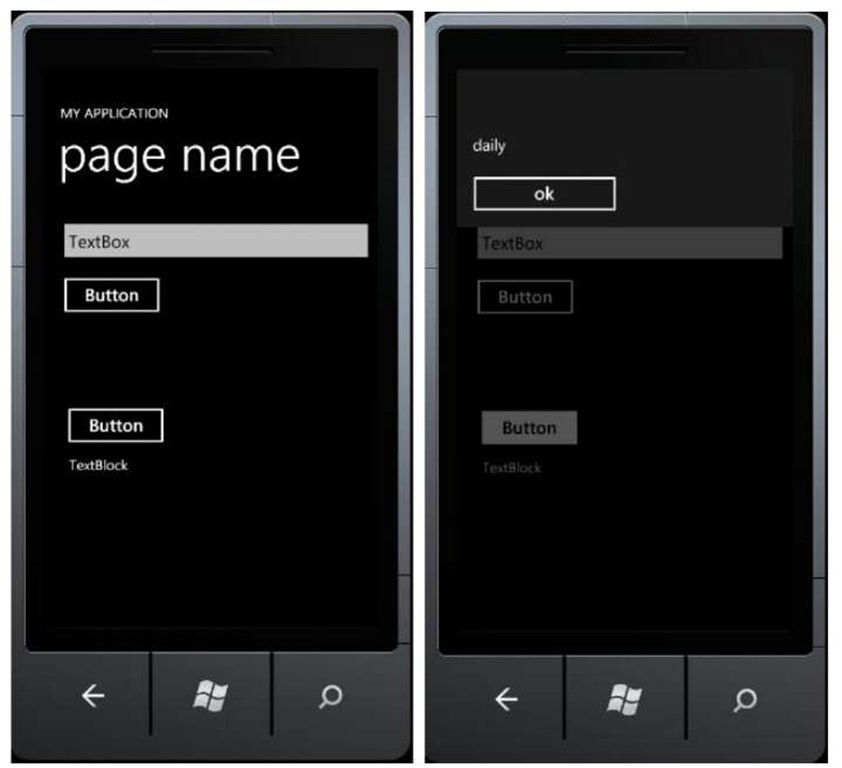 MY APPLICATION
page name
TextBox
Button
Button
TextBlock
daily
ok
TextBox
Button
Button
TextBlock